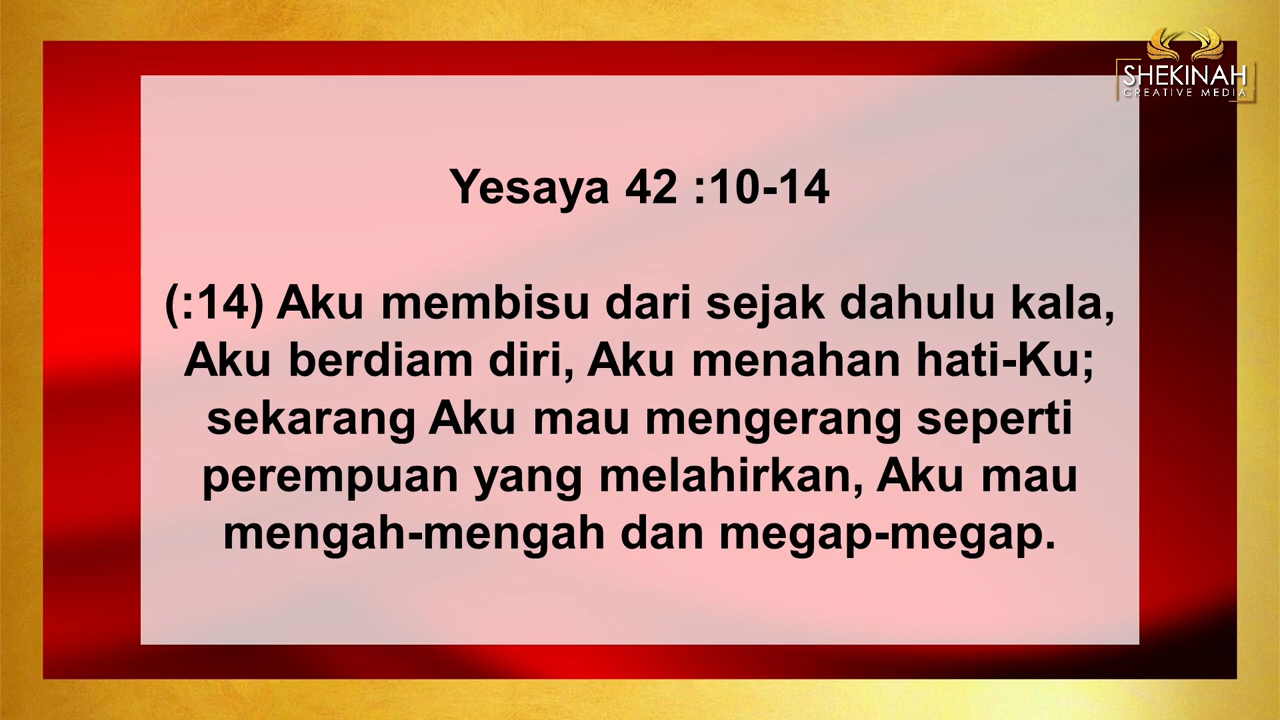 SHEKINAH
CREATIVE MEDIA
Yesaya 42 :10-14
(:14) Aku membisu dari sejak dahulu kala,
Aku berdiam diri, Aku menahan hati-Ku;
sekarang Aku mau mengerang seperti
perempuan yang melahirkan, Aku mau
mengah-mengah dan megap-megap.